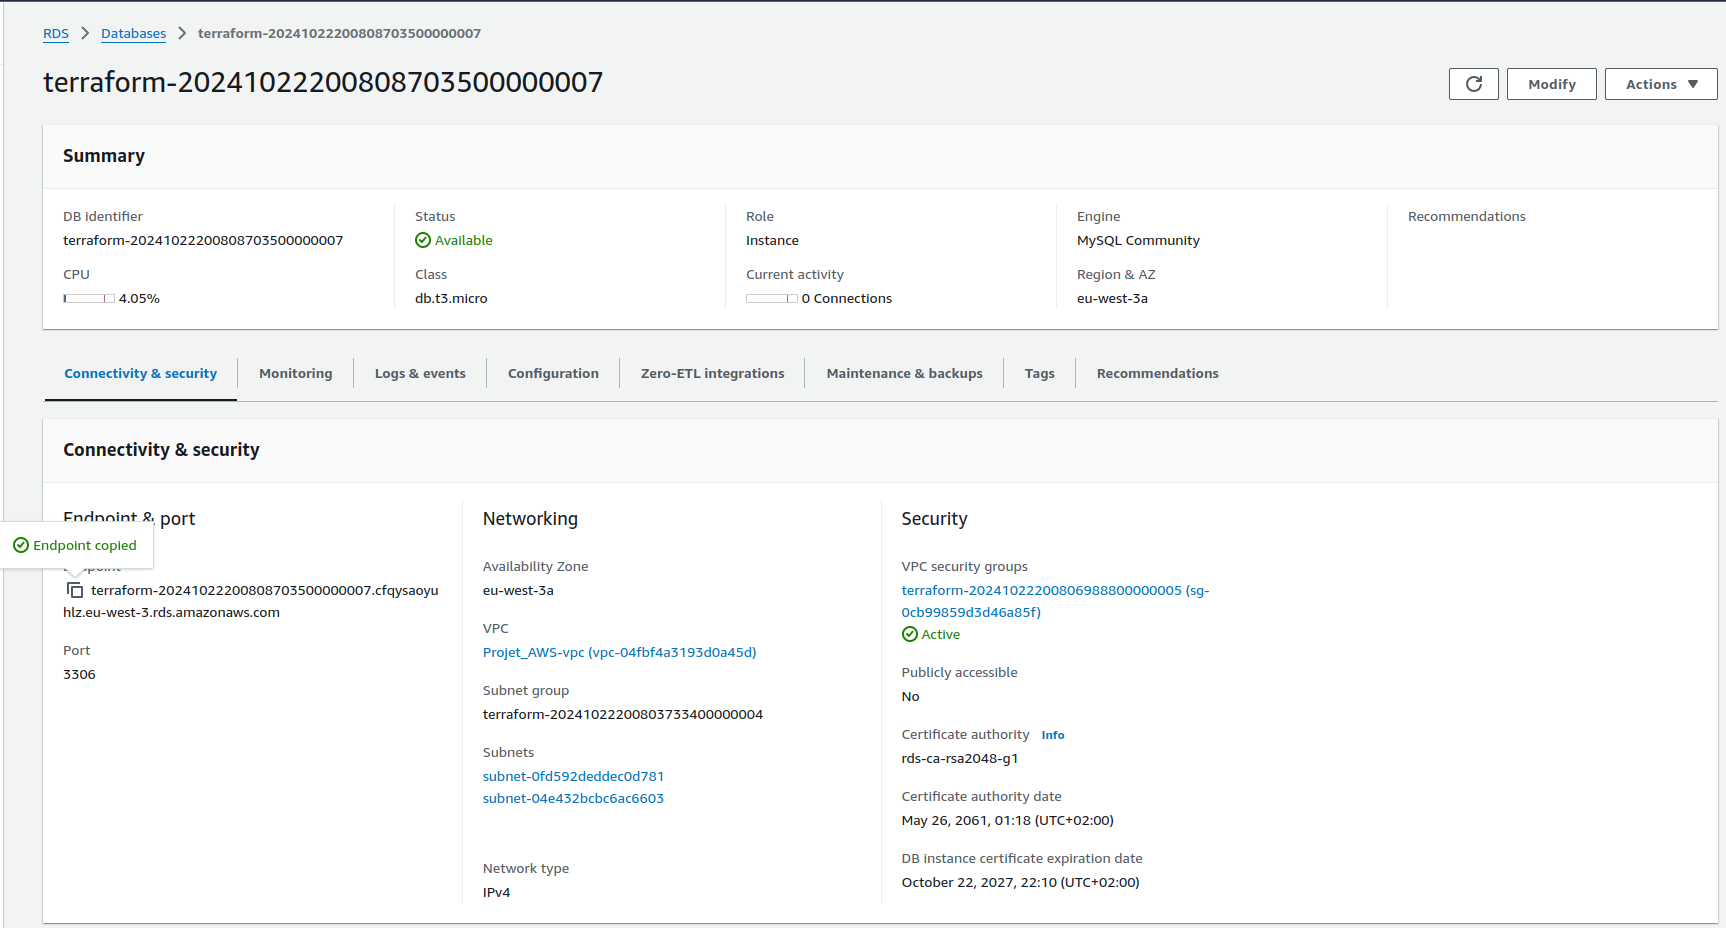 RDS > Databases > terraform-20241022200808703500000007
terraform-20241022200808703500000007
Modify
Actions
Summary
DB identifier
terraform-20241022200808703500000007
Status
Available
Role
Instance
Engine
MySQL Community
Recommendations
CPU
4.05%
Class
db.t3.micro
Current activity
0 Connections
Region & AZ
eu-west-3a
Connectivity & security
Monitoring
Logs & events
Configuration
Zero-ETL integrations
Maintenance & backups
Tags
Recommendations
Connectivity & security
Endpoint & port
Endpoint copied
Endpoint
terraform-20241022200808703500000007.cfqysaoyu
hlz.eu-west-3.rds.amazonaws.com
Port
3306
Networking
Availability Zone
eu-west-3a
VPC
Projet_AWS-vpc (vpc-04fbf4a3193d0a45d)
Subnet group
terraform-20241022200803733400000004
Subnets
subnet-0fd592deddec0d781
subnet-04e432bcbc6ac6603
Network type
IPv4
Security
VPC security groups
terraform-20241022200806988800000005 (sg-
0cb99859d3d46a85f)
Active
Publicly accessible
No
Certificate authority Info
rds-ca-rsa2048-g1
Certificate authority date
May 26, 2061, 01:18 (UTC+02:00)
DB instance certificate expiration date
October 22, 2027, 22:10 (UTC+02:00)